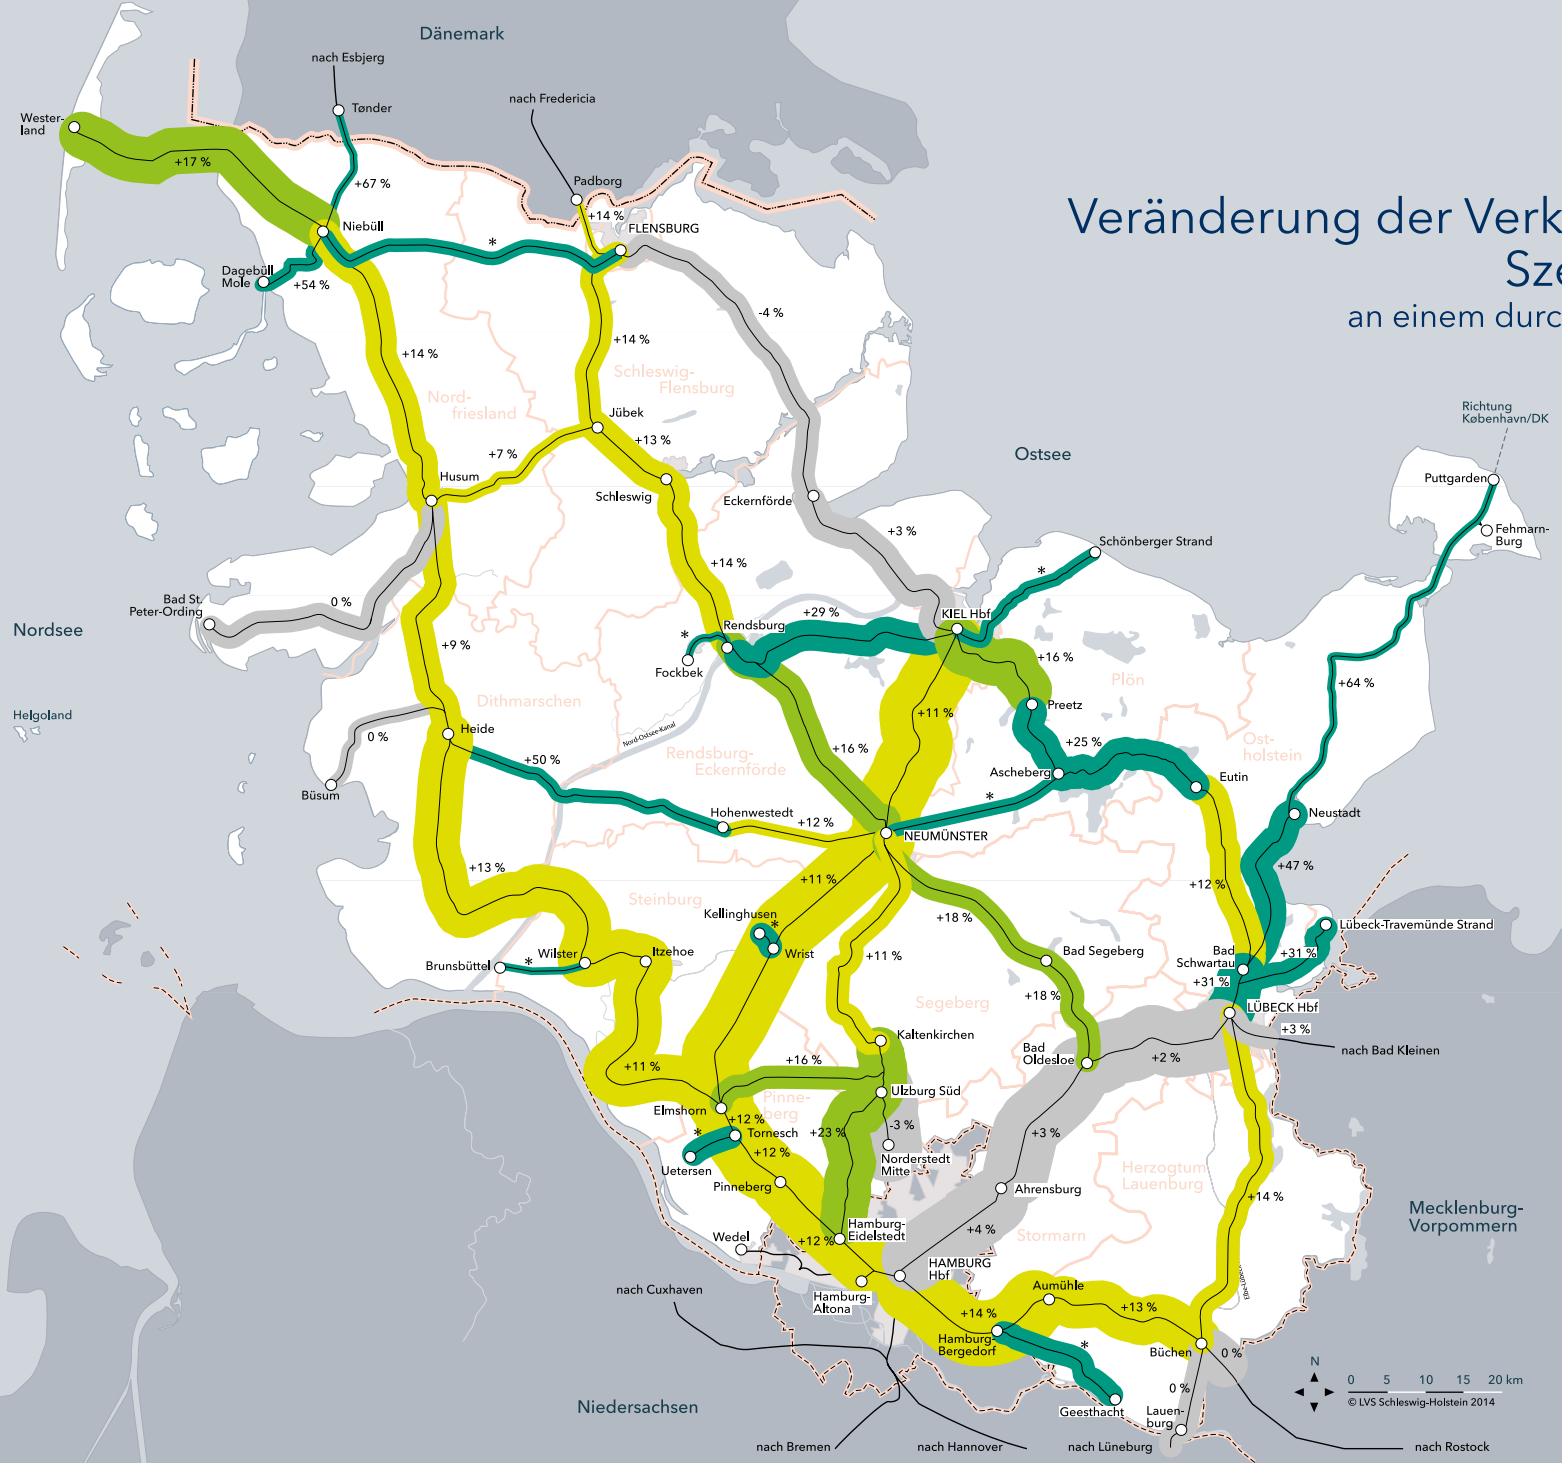 Dänemark
nach Esbjerg
Tønder
nach Fredericia
Wester-
land
+17 %
+67 %
Padborg
+14 %
FLENSBURG
Niebüll
*
Dagebüll
Mole
+54 %
Veränderung der Verk
Sze
an einem durc
-4 %
+14 %
+14 %
Schleswig-
Flensburg
Nord-
friesland
Jübek
+13 %
+7 %
Husum
Schleswig
Eckernförde
Ostsee
Richtung
København/DK
Puttgarden
Fehmarn-
Burg
+3 %
Schönberger Strand
*
+14 %
Bad St.
Peter-Ording
0 %
Nordsee
+29 %
KIEL Hbf
Rendsburg
*
Fockbek
+9 %
+16 %
Plön
+64 %
Dithmarschen
Preetz
Helgoland
Heide
0 %
+11 %
Nord-Ostsee-Kanal
Rendsburg-
Eckernförde
+16 %
+25 %
Ost-
holstein
+50 %
Ascheberg
Eutin
Büsum
*
Hohenwestedt
+12 %
NEUMÜNSTER
Neustadt
+13 %
+11 %
+47 %
+12 %
Steinburg
Kellinghusen
*
+18 %
Lübeck-Travemünde Strand
Wilster
Itzehoe
Wrist
+11 %
Bad Segeberg
Bad
Schwartau
+31 %
Brunsbüttel
*
+31 %
Segeberg
+18 %
LÜBECK Hbf
+3 %
Kaltenkirchen
Bad
Oldesloe
+2 %
nach Bad Kleinen
+11 %
+16 %
Ulzburg Süd
Pinne-
berg
Elmshorn
+12 %
*
Tornesch
+23 %
-3 %
+3 %
Uetersen
+12 %
Norderstedt
Mitte
Herzogtum
Lauenburg
Pinneberg
Ahrensburg
+14 %
Mecklenburg-
Vorpommern
Wedel
+12 %
Hamburg-
Eidelstedt
+4 %
Stormarn
HAMBURG
Hbf
nach Cuxhaven
Hamburg-
Altona
Aumühle
+14 %
+13 %
Hamburg-
Bergedorf
*
Büchen
0 %
0 %
N
0 5 10 15 20 km
© LVS Schleswig-Holstein 2014
Niedersachsen
Geesthacht
Lauen-
burg
nach Bremen
nach Hannover
nach Lüneburg
nach Rostock